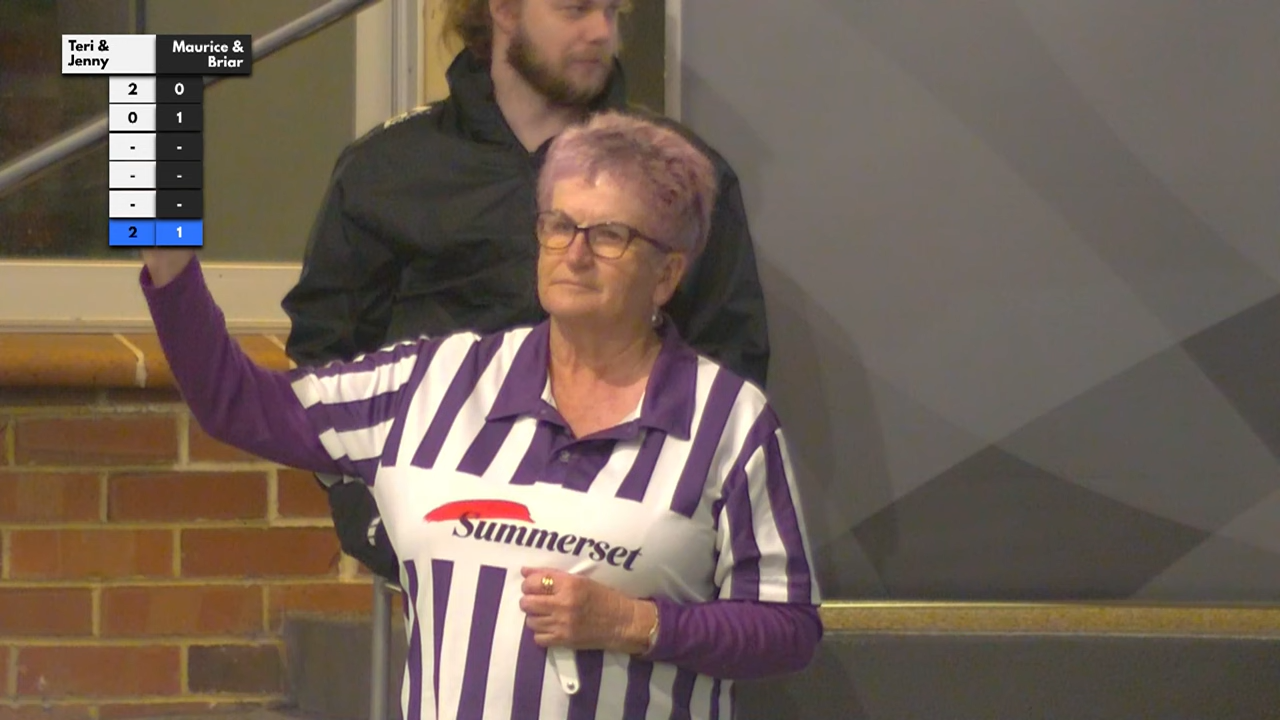 Teri & Maurice &
Jenny Briar
2 0
0 1
- -
- -
- -
2 1
Summerset